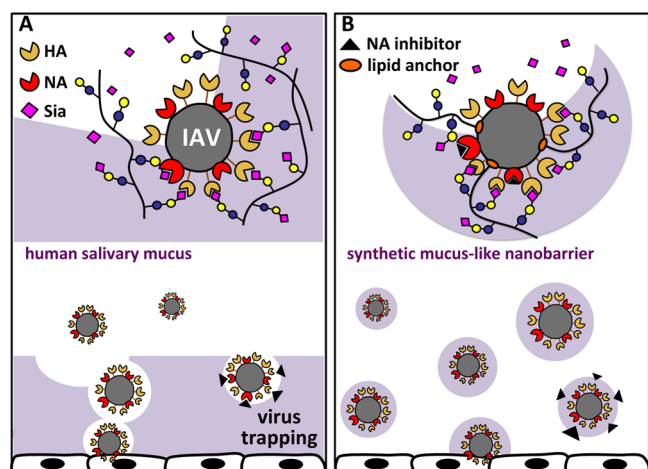 A
HA
NA
Sia
IAV
human salivary mucus
virus
trapping
B
NA inhibitor
lipid anchor
synthetic mucus-like nanobarrier